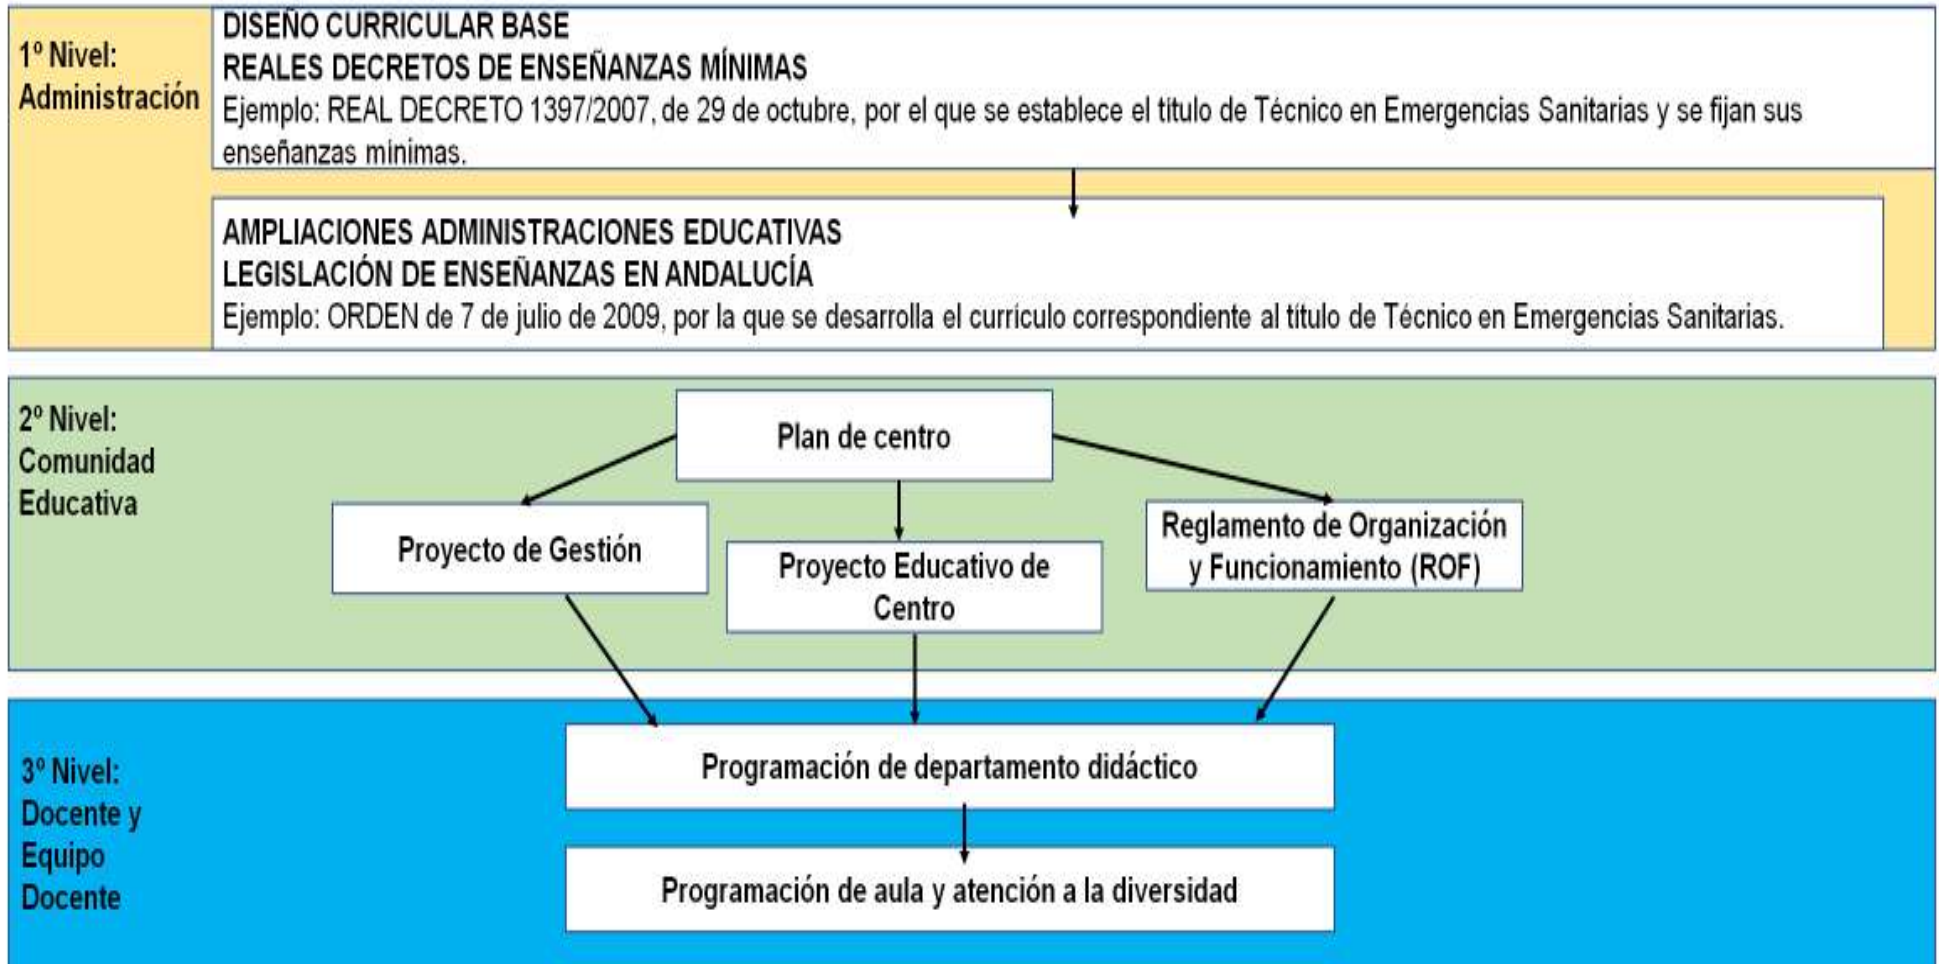 1º Nivel:
Administración
DISEÑO CURRICULAR BASE
REALES DECRETOS DE ENSEÑANZAS MÍNIMAS
Ejemplo: REAL DECRETO 1397/2007, de 29 de octubre, por el que se establece el título de Técnico en Emergencias Sanitarias y se fijan sus
enseñanzas mínimas.
AMPLIACIONES ADMINISTRACIONES EDUCATIVAS
LEGISLACIÓN DE ENSEÑANZAS EN ANDALUCÍA
Ejemplo: ORDEN de 7 de julio de 2009, por la que se desarrolla el currículo correspondiente al título de Técnico en Emergencias Sanitarias.
2º Nivel:
Comunidad
Educativa
Plan de centro
Proyecto de Gestión
Proyecto Educativo de
Centro
Reglamento de Organización
y Funcionamiento (ROF)
3º Nivel:
Docente y
Equipo
Docente
Programación de departamento didáctico
Programación de aula y atención a la diversidad